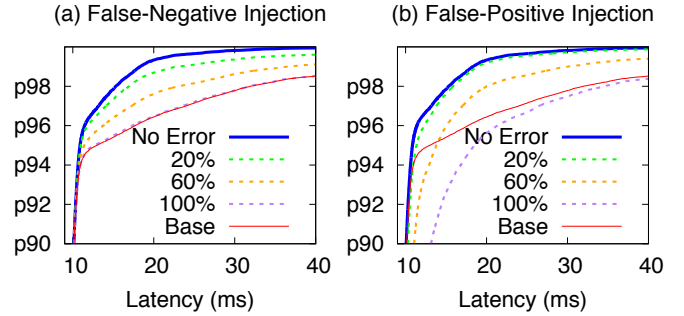 (a) False-Negative Injection
p98
p96
p94
p92
p90
No Error
20%
60%
100%
Base
10 20 30 40
Latency (ms)
(b) False-Positive Injection
p98
p96
p94
p92
p90
No Error
20%
60%
100%
Base
10 20 30 40
Latency (ms)